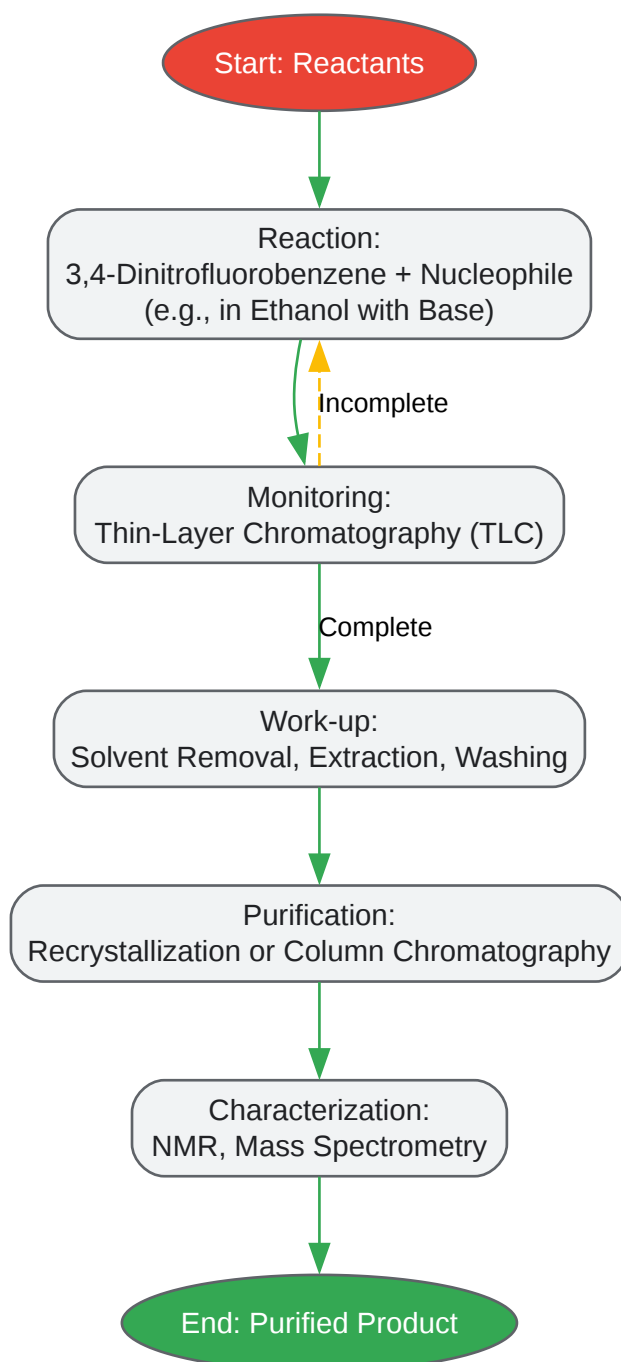 Start: Reactants
Reaction:
3,4-Dinitrofluorobenzene + Nucleophile
(e.g., in Ethanol with Base)
Incomplete
Monitoring:
Thin-Layer Chromatography (TLC)
Complete
Work-up:
Solvent Removal, Extraction, Washing
Purification:
Recrystallization or Column Chromatography
Characterization:
NMR, Mass Spectrometry
End: Purified Product